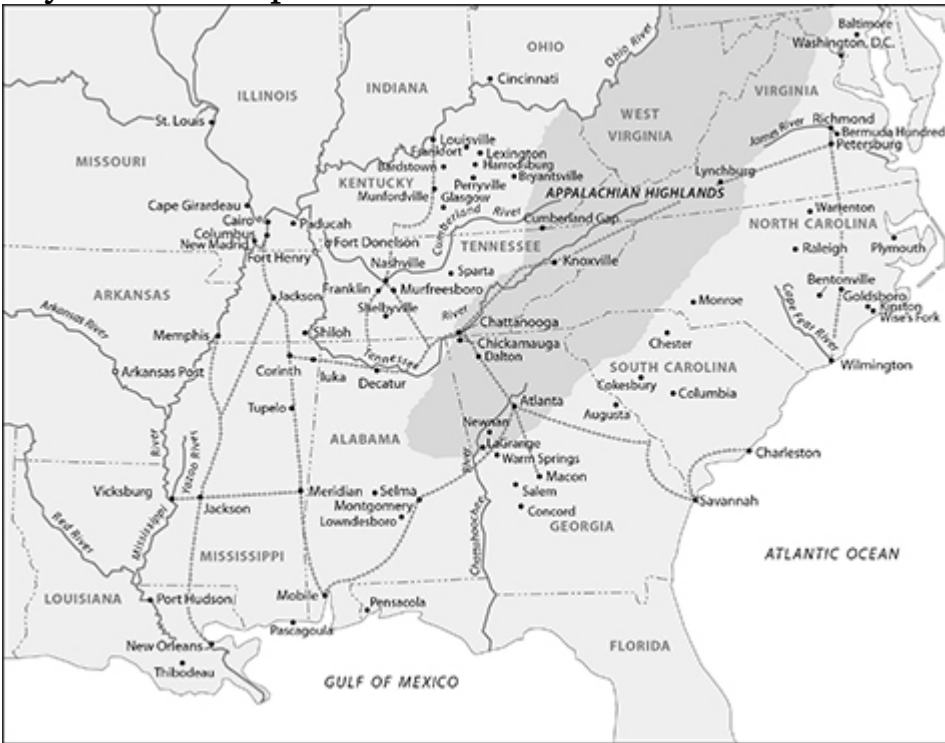 Baltimore
Washington, D.C.
OHIO
Ohio River
INDIANA
ILLINOIS
Cincinnati
WEST
VIRGINIA
VIRGINIA
St. Louis
MISSOURI
Louisville
Frankfort
Lexington
Bardstown
Harrodsburg
KENTUCKY
Perryville
Bryantsville
Munfordville
Glasgow
James River
Richmond
Bermuda Hundred
Petersburg
Lynchburg
APPALACHIAN HIGHLANDS
Cape Girardeau
Cairo
Paducah
Columbus
New Madrid
Fort Donelson
Fort Henry
Cumberland River
Cumberland Gap
TENNESSEE
Warrenton
NORTH CAROLINA
Raleigh
Plymouth
Nashville
Sparta
Knoxville
Franklin
Murfreesboro
Shelbyville
ARKANSAS
Jackson
Bentonville
Goldsboro
Kinston
Wise's Fork
Cape Fear River
Monroe
Arkansas River
Memphis
Shiloh
Tennessee
River
Chattanooga
Chickamauga
Dalton
Chester
Wilmington
Arkansas Post
Corinth
Iuka
Decatur
SOUTH CAROLINA
Cokesbury
Columbia
Tupelo
Atlanta
Augusta
Newnan
ALABAMA
LaGrange
Warm Springs
Charleston
Macon
Salem
Concord
Savannah
GEORGIA
Chattahoochee
River
Vicksburg
Yazoo River
Mississippi
River
Jackson
Meridian
Selma
Montgomery
Lowndesboro
Red River
MISSISSIPPI
ATLANTIC OCEAN
LOUISIANA
Port Hudson
Mobile
Pensacola
Pascagoula
New Orleans
Thibodeau
FLORIDA
GULF OF MEXICO